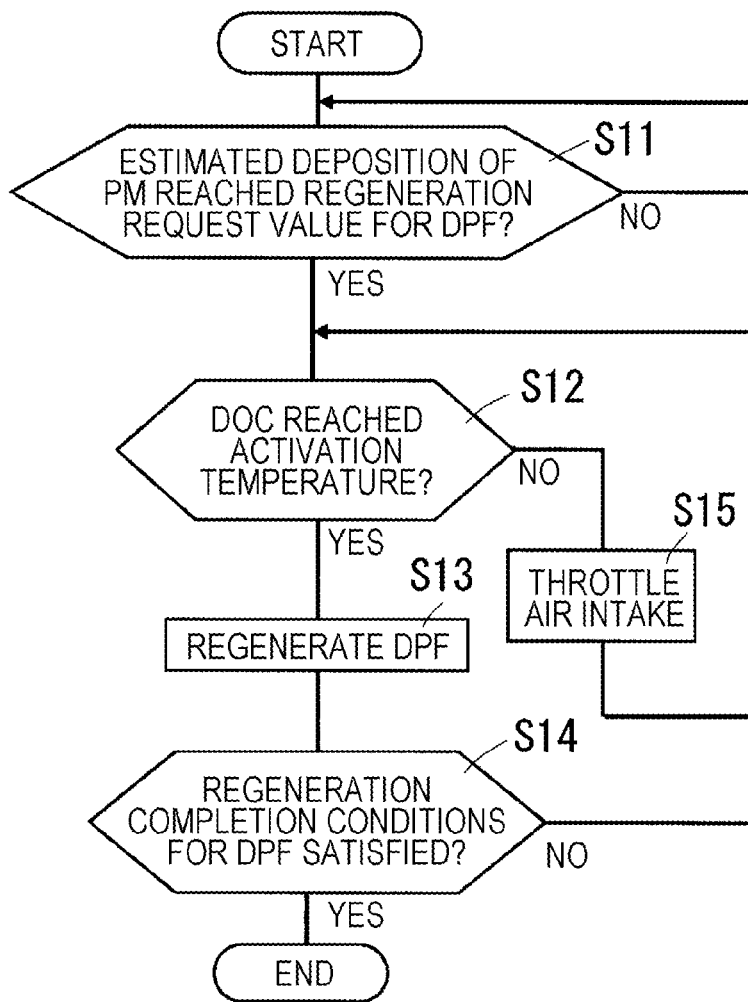 START
S11
ESTIMATED DEPOSITION OF
PM REACHED REGENERATION
REQUEST VALUE FOR DPF?
NO
YES
S12
DOC REACHED
ACTIVATION
TEMPERATURE?
NO
YES
S15
THROTTLE
AIR INTAKE
S13
REGENERATE DPF
S14
REGENERATION
COMPLETION CONDITIONS
FOR DPF SATISFIED?
NO
YES
END